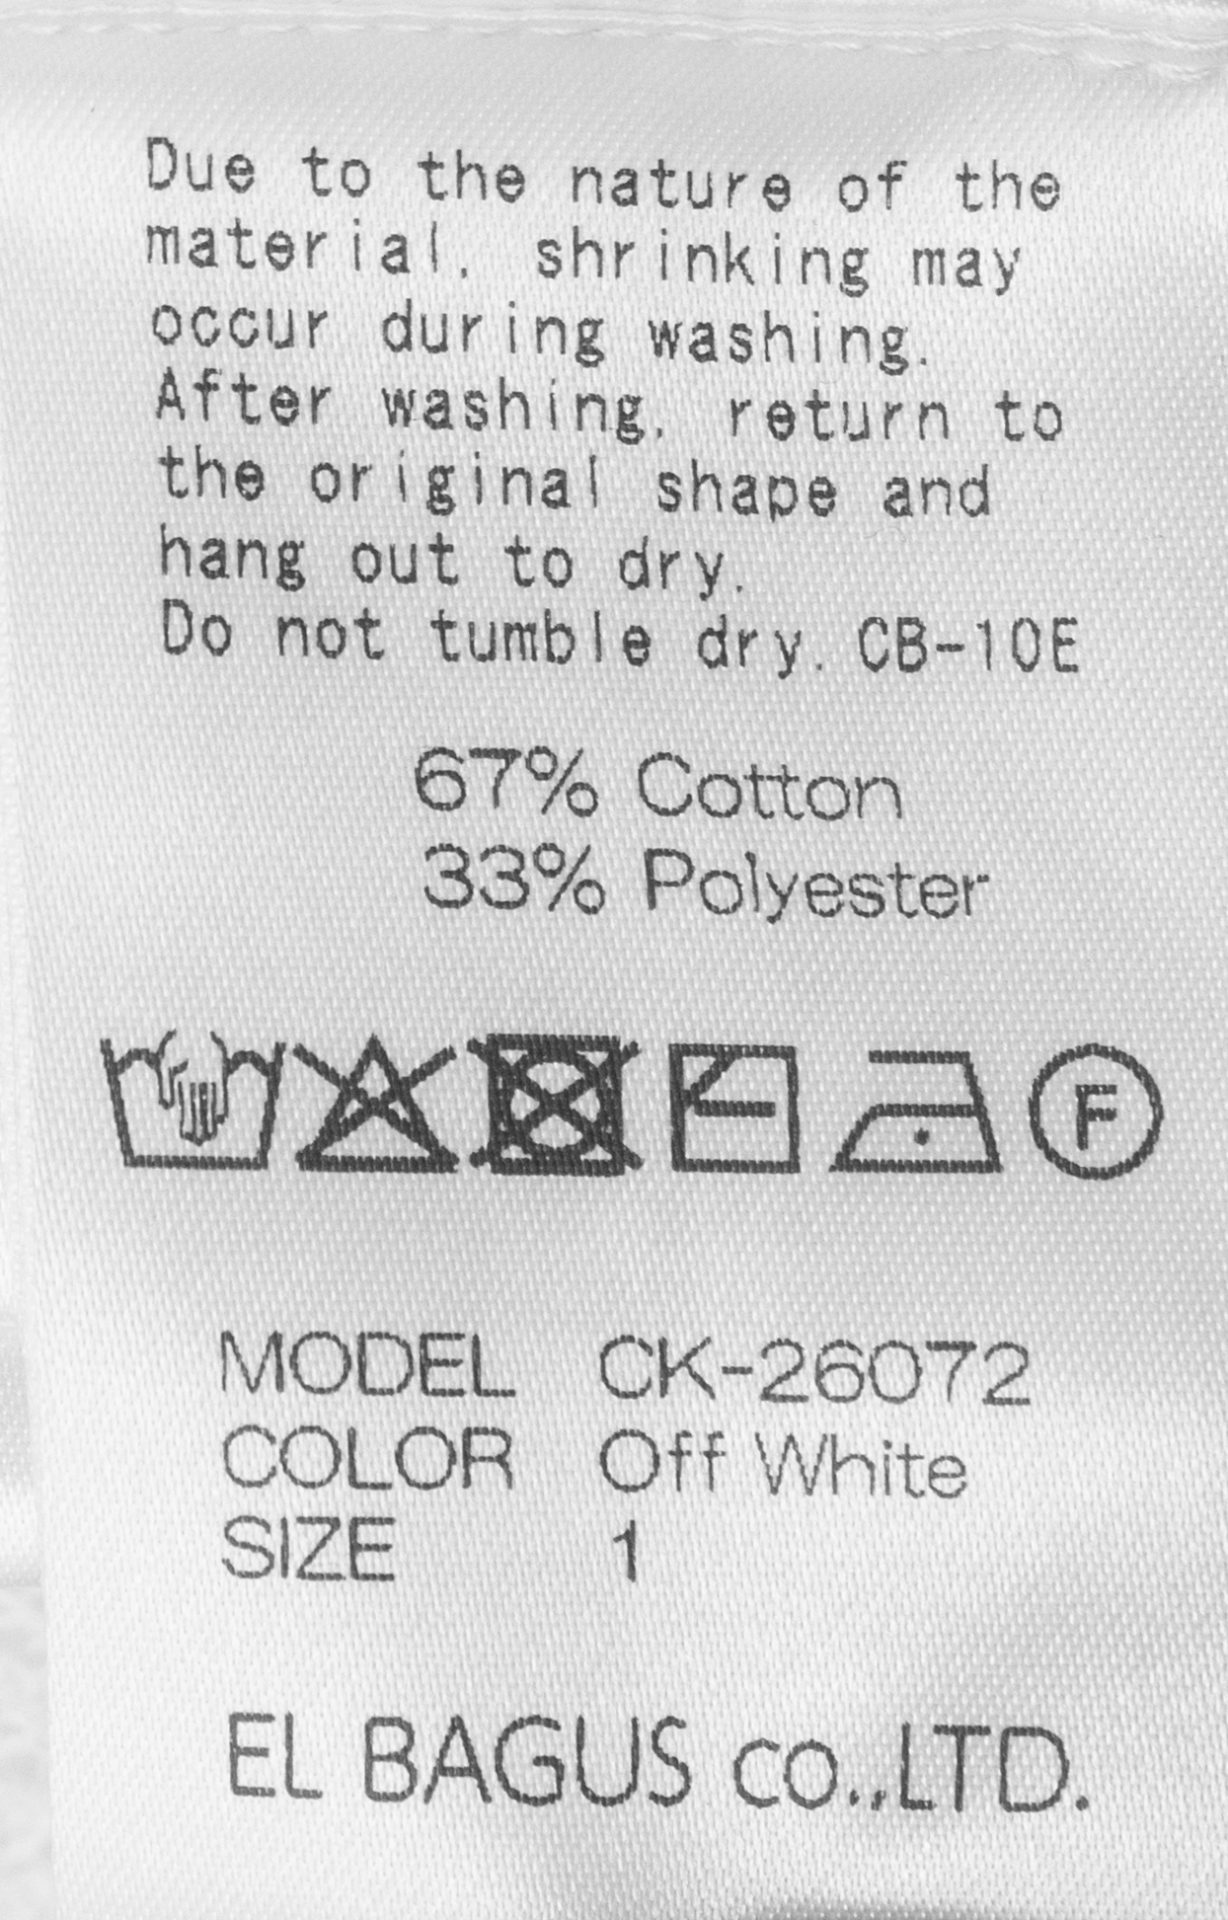 Due to the nature of the
material, shrinking may
occur during washing.
After washing, return to
the original shape and
hang out to dry.
Do not tumble dry. CB-10E
67% Cotton
33% Polyester
F
MODEL CK-26072
COLOR Off White
SIZE 1
EL BAGUS co.,LTD.